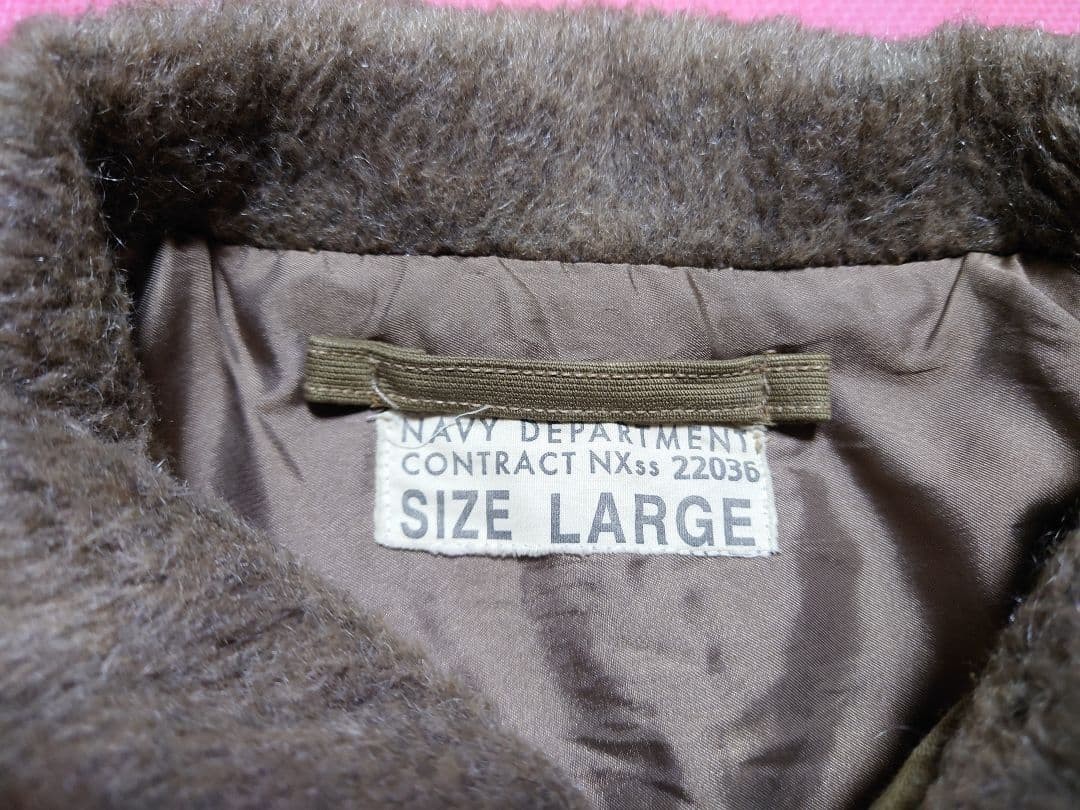 NAVY DEPARTMENT
CONTRACT NXss 22036
SIZE LARGE